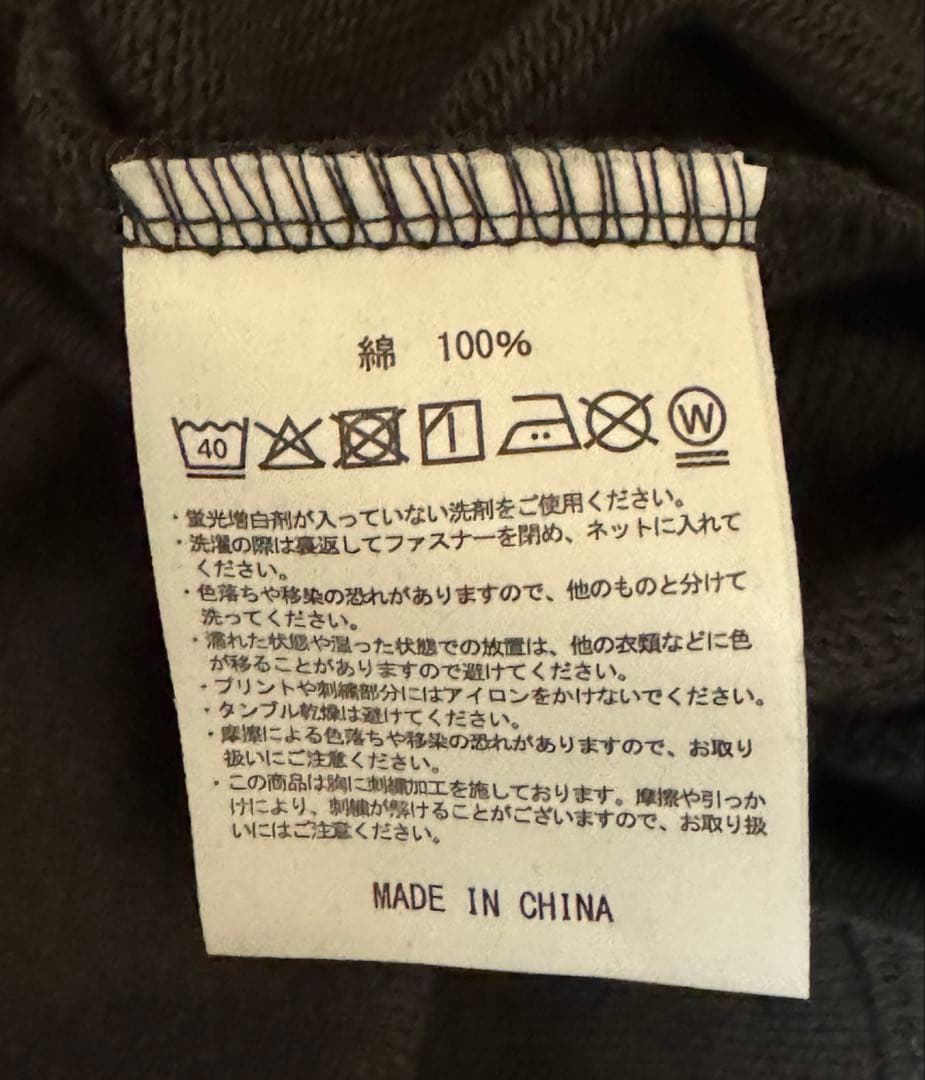 綿 100%
40 W
・蛍光増白剤が入っていない洗剤をご使用ください。
・洗濯の際は裏返してファスナーを閉め、ネットに入れて
ください。
・色落ちや移染の恐れがありますので、他のものと分けて
洗ってください。
・濡れた状態や湿った状態での放置は、他の衣類などに色
が移ることがありますので避けてください。
・プリントや刺繍部分にはアイロンをかけないでください。
・タンブル乾燥は避けてください。
・摩擦による色落ちや移染の恐れがありますので、お取り
扱いにご注意ください。
・この商品は胸に刺繍加工を施しております。摩擦や引っか
けにより、刺繍が解けることがございますので、お取り扱
いにはご注意ください。
MADE IN CHINA